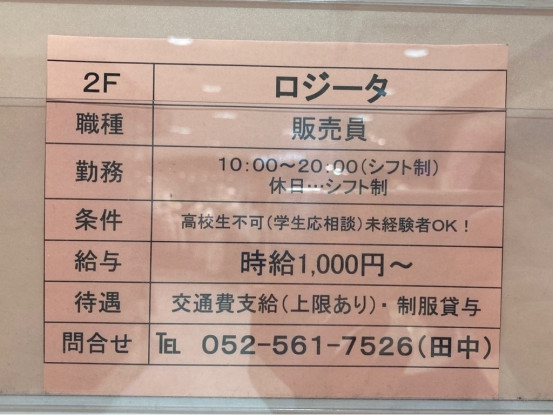 2F ロジータ
職種 販売員
勤務 10:00～20:00(シフト制)
休日…シフト制
条件 高校生不可(学生応相談)未経験者OK!
給与 時給1,000円～
待遇 交通費支給(上限あり)・制服貸与
問合せ ℡ 052-561-7526(田中)